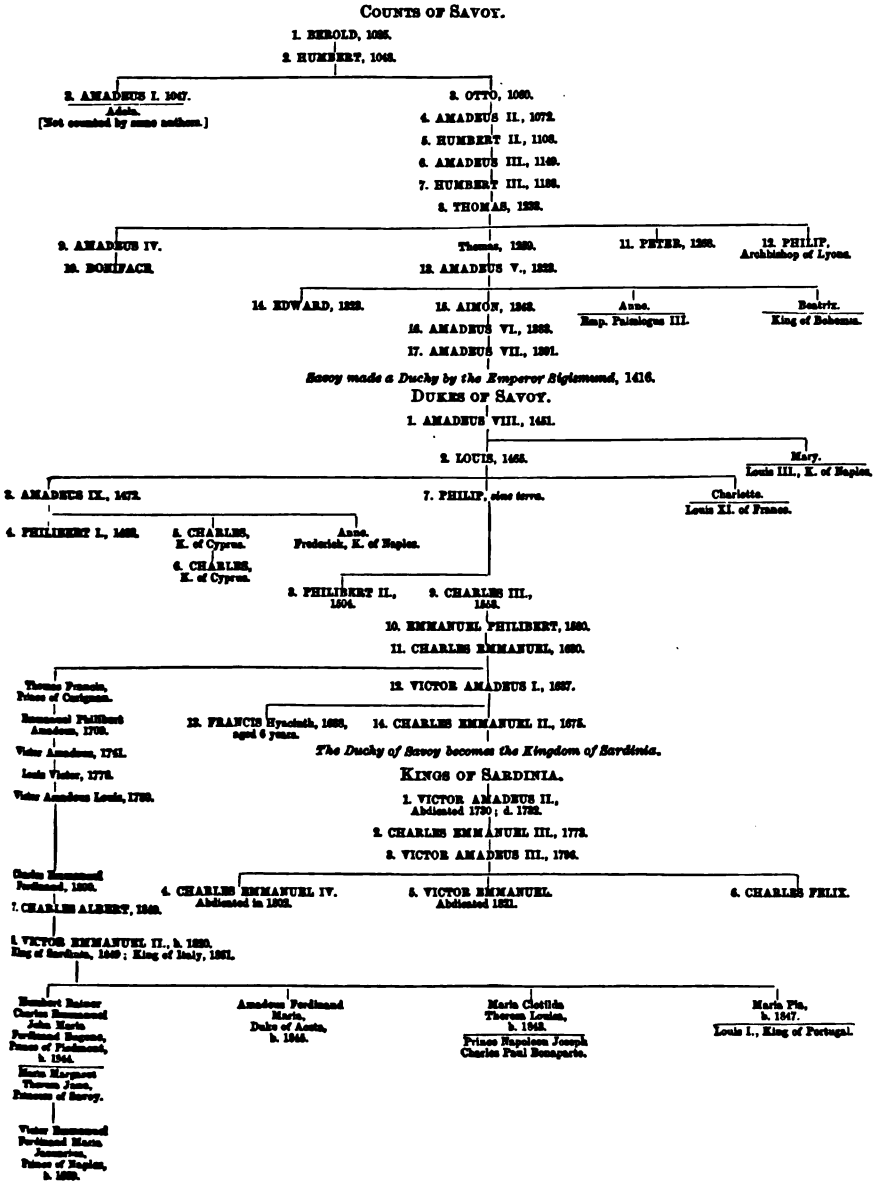 COUNTS OF SAVOY.
1. BEROLD, 1035.
2. HUMBERT, 1048.
3. AMADEUS I. 1047.
Adela.
[Not counted by some authors.]
3. OTTO, 1060.
4. AMADEUS II., 1072.
5. HUMBERT II., 1108.
6. AMADEUS III., 1149.
7. HUMBERT III., 1188.
8. THOMAS, 1233.
9. AMADEUS IV.
10. BONIFACE.
Thomas, 1259.
11. PETER, 1268.
12. PHILIP,
Archbishop of Lyons.
13. AMADEUS V., 1323.
14. EDWARD,
15. AIMON, 1343.
Anne.
Emp. Palælogus III.
Beatrix.
King of Bohemia.
16. AMADEUS VI., 1383.
17. AMADEUS VII., 1391.
Savoy made a Duchy by the Emperor Sigismund, 1416.
DUKES OF SAVOY.
1. AMADEUS VIII., 1451.
2. LOUIS, 1465.
Mary.
Louis III., K. of Naples.
3. AMADEUS IX., 1472.
7. PHILIP, sine terra.
Charlotte.
Louis XI. of France.
4. PHILIBERT I.,
5. CHARLES,
K. of Cyprus.
6. CHARLES,
K. of Cyprus.
Anne.
Frederick, K. of Naples.
8. PHILIBERT II.,
1504.
9. CHARLES III.,
1553.
10. EMMANUEL PHILIBERT, 1580.
11. CHARLES EMMANUEL, 1630.
Thomas Francis,
Prince of Carignan.
Emmanuel Philibert
Amadeus, 1709.
Victor Amadeus, 1741.
Louis Victor, 1778.
Victor Amadeus Louis, 1780.
12. VICTOR AMADEUS I., 1637.
13. FRANCIS Hyacinth, 1638,
aged 6 years.
14. CHARLES EMMANUEL II., 1675.
The Duchy of Savoy becomes the Kingdom of Sardinia.
KINGS OF SARDINIA.
1. VICTOR AMADEUS II.,
Abdicated 1730; d. 1732.
2. CHARLES EMMANUEL III., 1773.
3. VICTOR AMADEUS III., 1796.
Charles Emmanuel
Ferdinand, 1800.
4. CHARLES EMMANUEL IV.
Abdicated in 1802.
5. VICTOR EMMANUEL.
Abdicated 1821.
6. CHARLES FELIX.
7. CHARLES ALBERT, 1849.
8. VICTOR EMMANUEL II., b. 1820.
King of Sardinia, 1849; King of Italy, 1861.
Humbert Rainer
Charles Emmanuel
John Maria
Ferdinand Eugene,
Prince of Piedmont,
b. 1844.
Maria Margaret
Theresa Jane,
Princess of Savoy.
Victor Emmanuel
Ferdinand Maria
Januarius,
Prince of Naples,
b. 1869.
Amadeus Ferdinand
Maria,
Duke of Aosta,
b. 1845.
Maria Clotilda
Theresa Louisa,
b. 1843.
Prince Napoleon Joseph
Charles Paul Bonaparte.
Maria Pia,
b. 1847.
Louis I., King of Portugal.